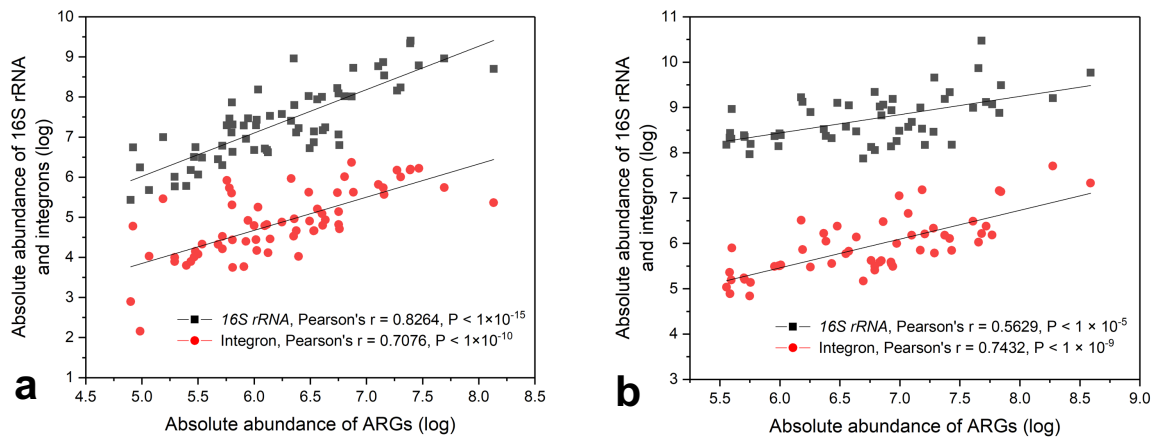 Absolute abundance of 16S rRNA
and integrons (log)
10
9
8
7
6
5
4
3
2
1
16S rRNA, Pearson's r = 0.8264, P < 1×10⁻¹⁵
Integron, Pearson's r = 0.7076, P < 1×10⁻¹⁰
4.5 5.0 5.5 6.0 6.5 7.0 7.5 8.0 8.5
Absolute abundance of ARGs (log)
a
Absolute abundance of 16S rRNA
and integron (log)
11
10
9
8
7
6
5
4
3
16S rRNA, Pearson's r = 0.5629, P < 1 × 10⁻⁵
Integron, Pearson's r = 0.7432, P < 1 × 10⁻⁹
5.5 6.0 6.5 7.0 7.5 8.0 8.5 9.0
Absolute abundance of ARGs (log)
b